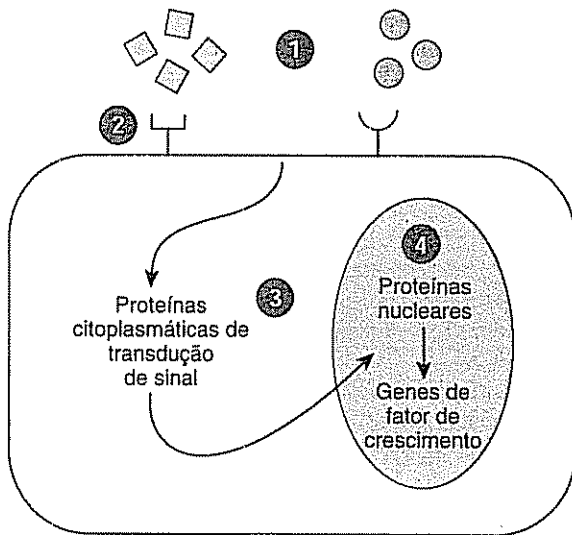 1
2
4
3
Proteínas
citoplasmáticas de
transdução
de sinal
Proteínas
nucleares
Genes de
fator de
crescimento